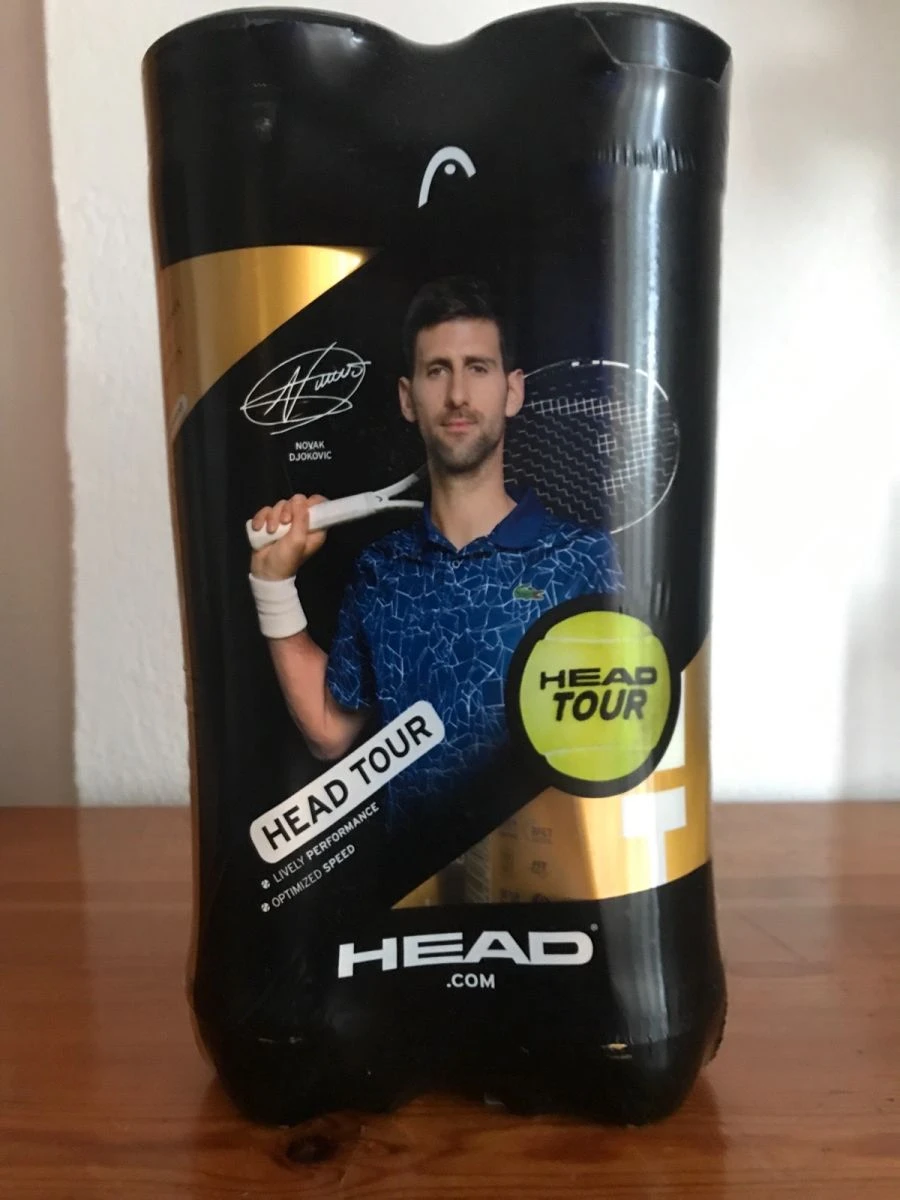 NOVAK
DJOKOVIC
HEAD
TOUR
HEAD TOUR
LIVELY PERFORMANCE
OPTIMIZED SPEED
HEAD®
.COM